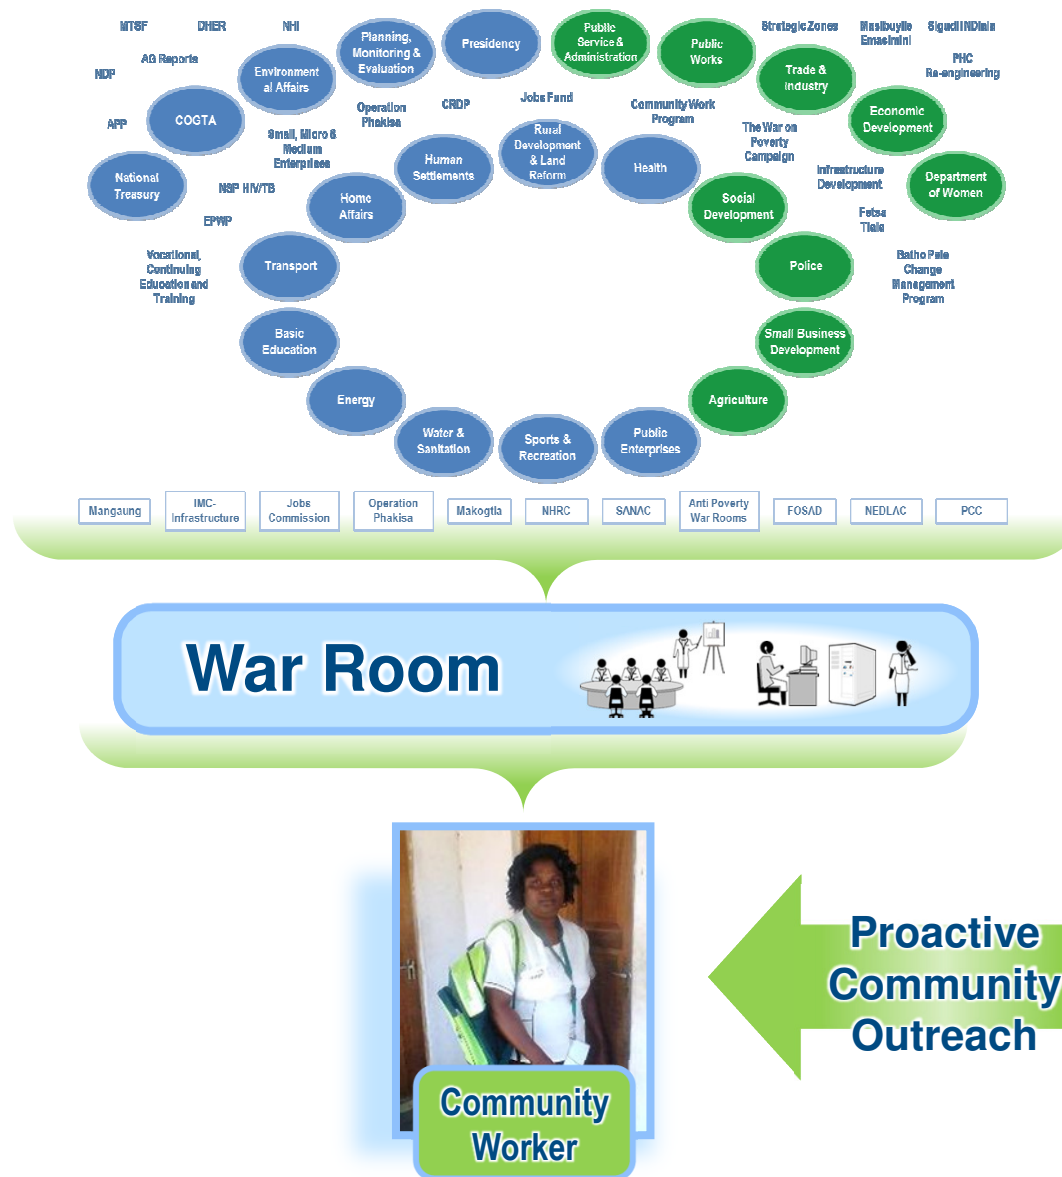 MTSF
DHER
NHI
Planning,
Monitoring &
Evaluation
Presidency
Public
Service &
Administration
Public
Works
Strategic Zones
Masibuyile
Emasimini
AG Reports
NDP
Environment
al Affairs
Trade &
Industry
PHC
Re-engineering
APP
COGTA
Operation
Phakisa
CRDP
Jobs Fund
Community Work
Program
Economic
Development
Small, Micro &
Medium
Enterprises
Human
Settlements
Rural
Development
& Land
Reform
Health
The War on
Poverty
Campaign
National
Treasury
NSP HIV/TB
Home
Affairs
Social
Development
Infrastructure
Development
Department
of Women
EPWP
Fetsa
Tlala
Vocational,
Continuing
Education and
Training
Transport
Police
Batho Pele
Change
Management
Program
Basic
Education
Small Business
Development
Energy
Agriculture
Water &
Sanitation
Sports &
Recreation
Public
Enterprises
Mangaung
IMC-
Infrastructure
Jobs
Commission
Operation
Phakisa
Makogtla
NHRC
SANAC
Anti Poverty
War Rooms
FOSAD
NEDLAC
PCC
War Room
Proactive
Community
Outreach
Community
Worker